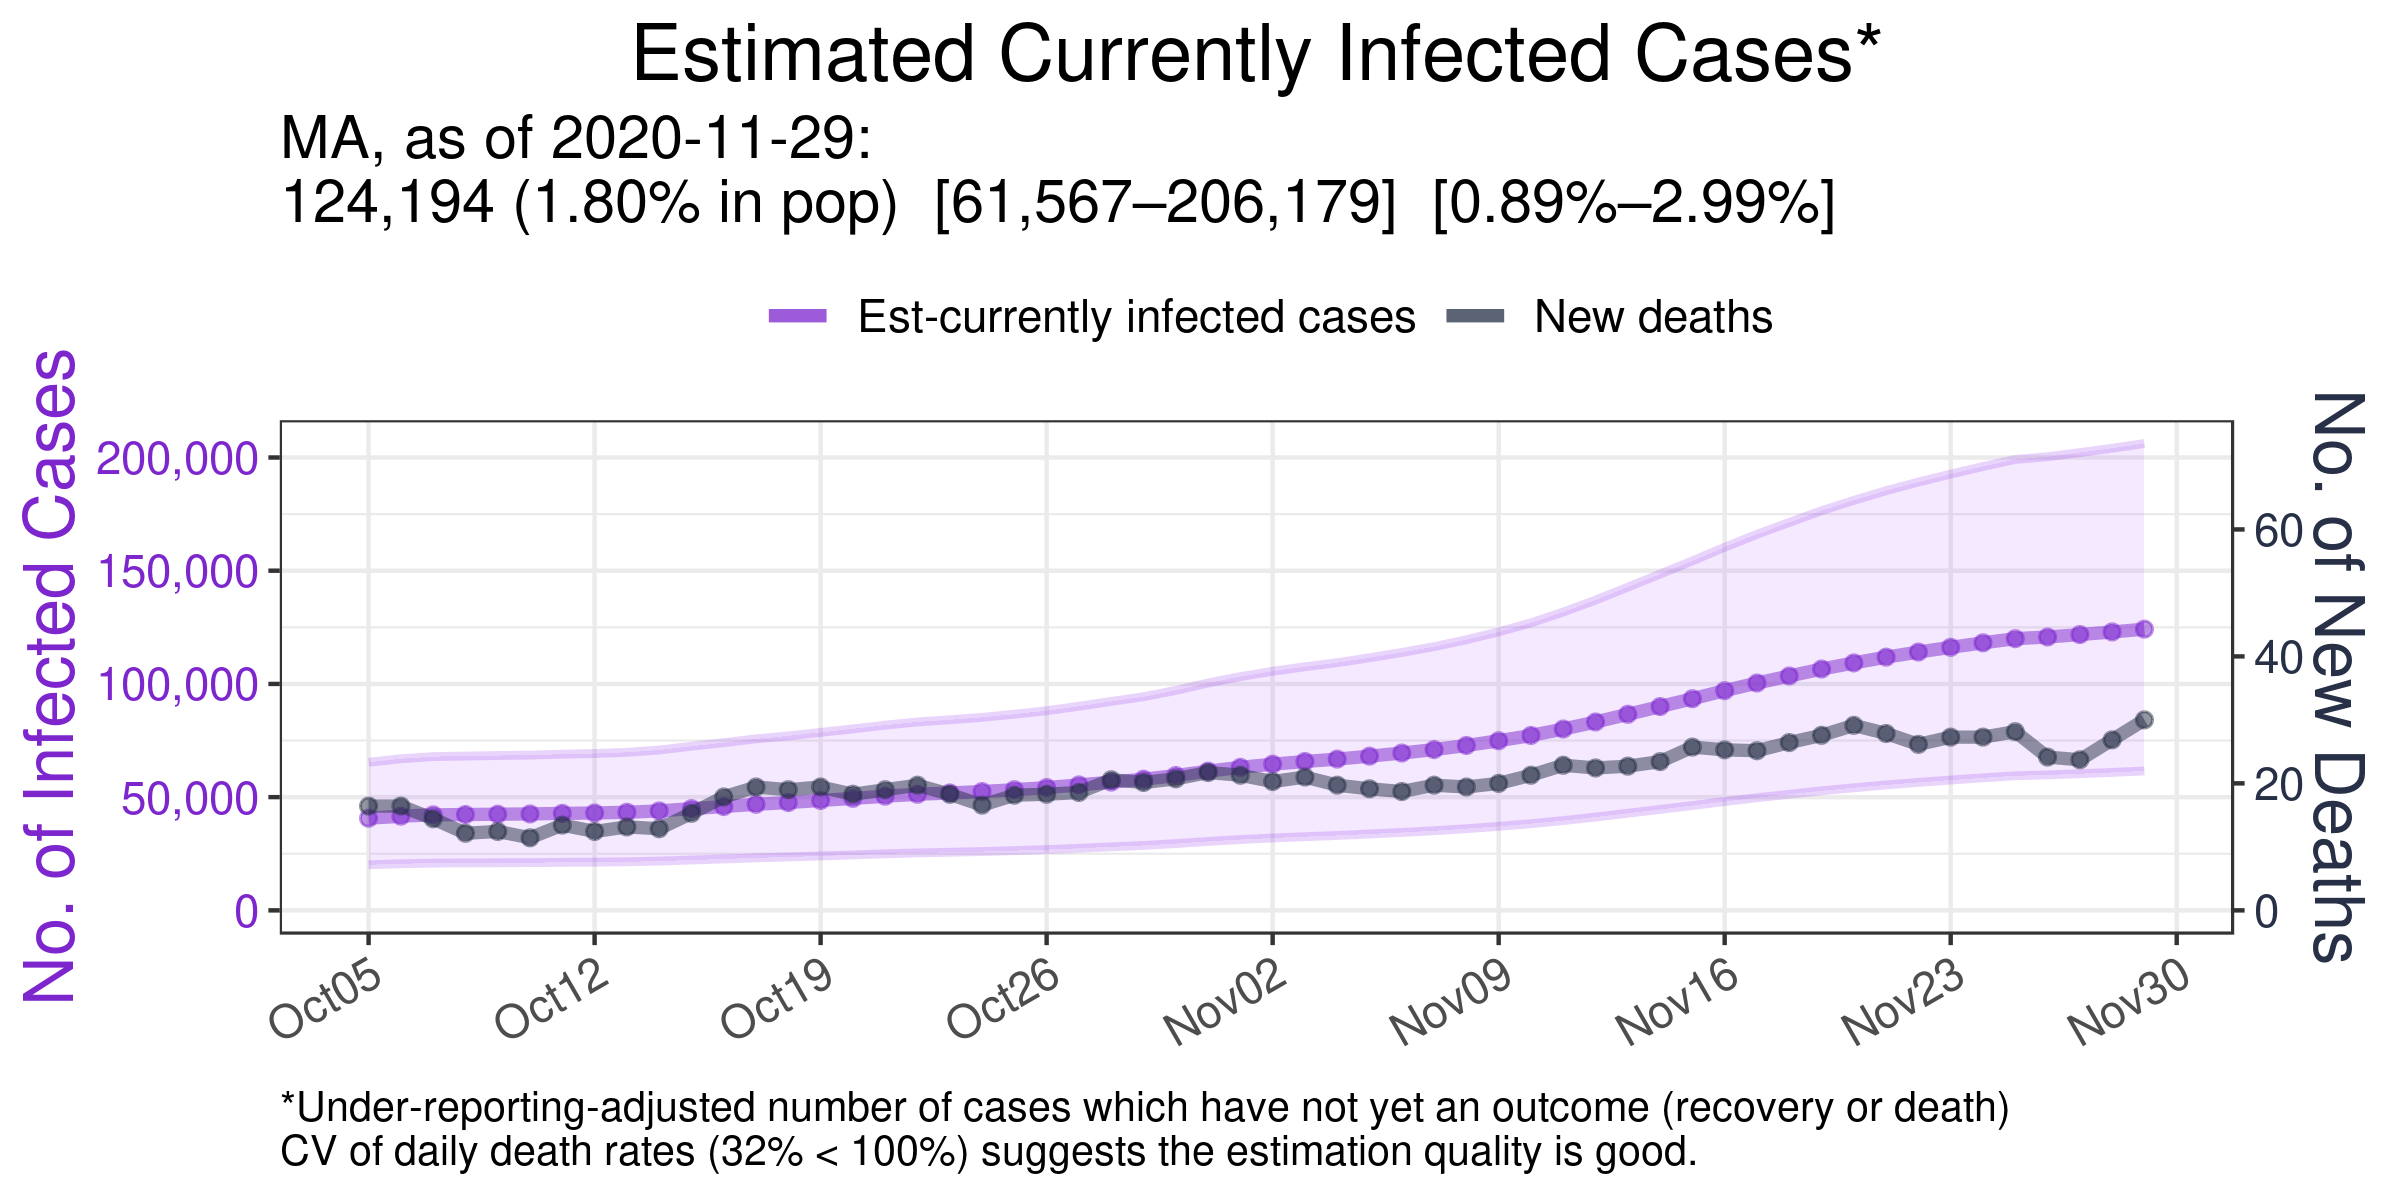 Estimated Currently Infected Cases*
MA, as of 2020-11-29:
124,194 (1.80% in pop) [61,567–206,179] [0.89%–2.99%]
Est-currently infected cases New deaths
No. of Infected Cases
200,000
150,000
100,000
50,000
0
60
40
20
0
No. of New Deaths
Oct05 Oct12 Oct19 Oct26 Nov02 Nov09 Nov16 Nov23 Nov30
*Under-reporting-adjusted number of cases which have not yet an outcome (recovery or death)
CV of daily death rates (32% < 100%) suggests the estimation quality is good.